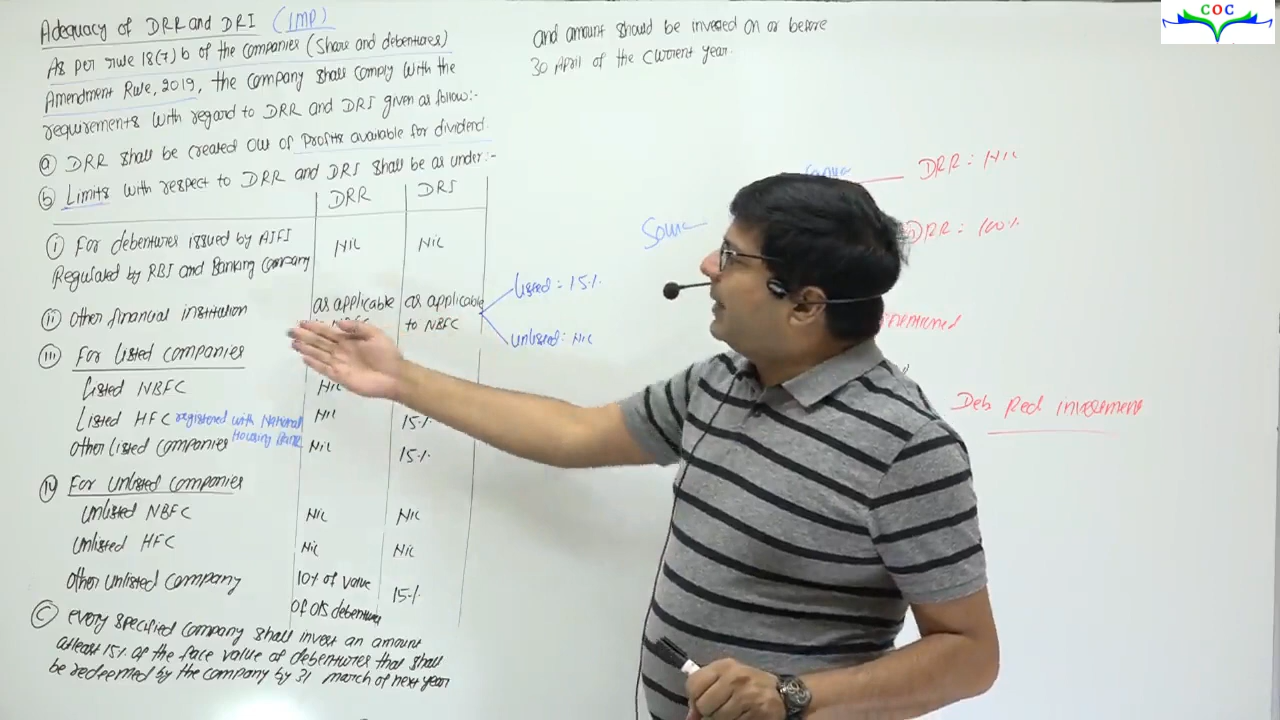 Adequacy of DRR and DRI (IMP)
As per rule 18(7) b of the companies (Share and debentures)
Amendment Rule, 2019, the company shall comply with the
requirements with regard to DRR and DRI given as follow:-
(a) DRR shall be created out of Profits available for dividend.
(b) Limits with respect to DRR and DRI shall be as under:-
DRR DRI
(i) For debentures issued by AIFI Nil Nil
Regulated by RBI and Banking Company
(ii) Other financial institution as applicable as applicable
to NBFC
Listed = 15%
unlisted: Nil
(iii) For listed companies
Listed NBFC Nil
Listed HFC registered with National Nil 15%
Housing Bank
Other Listed Companies Nil 15%
(iv) For Unlisted Companies
Unlisted NBFC Nil Nil
Unlisted HFC Nil Nil
Other unlisted company 10% of value 15%
of o/s debentures
(C) every specified company shall invest an amount
atleast 15% of the face value of debentures that shall
be redeemed by the company by 31 march of next year
and amount should be invested on or before
30 April of the current year.
DRR = Nil
DRR = 100%
Deb Red investment
COC